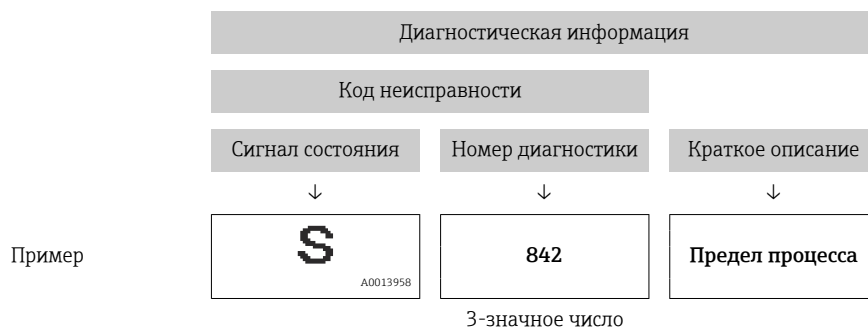 Диагностическая информация
Код неисправности
Сигнал состояния Номер диагностики Краткое описание
↓ ↓ ↓
Пример S 842 Предел процесса
A0013958
3-значное число